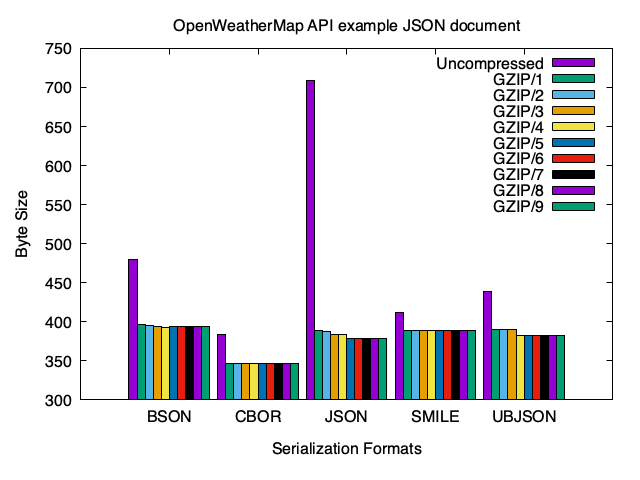 OpenWeatherMap API example JSON document
750
700
650
600
550
500
450
400
350
300
Byte Size
Uncompressed
GZIP/1
GZIP/2
GZIP/3
GZIP/4
GZIP/5
GZIP/6
GZIP/7
GZIP/8
GZIP/9
BSON CBOR JSON SMILE UBJSON
Serialization Formats